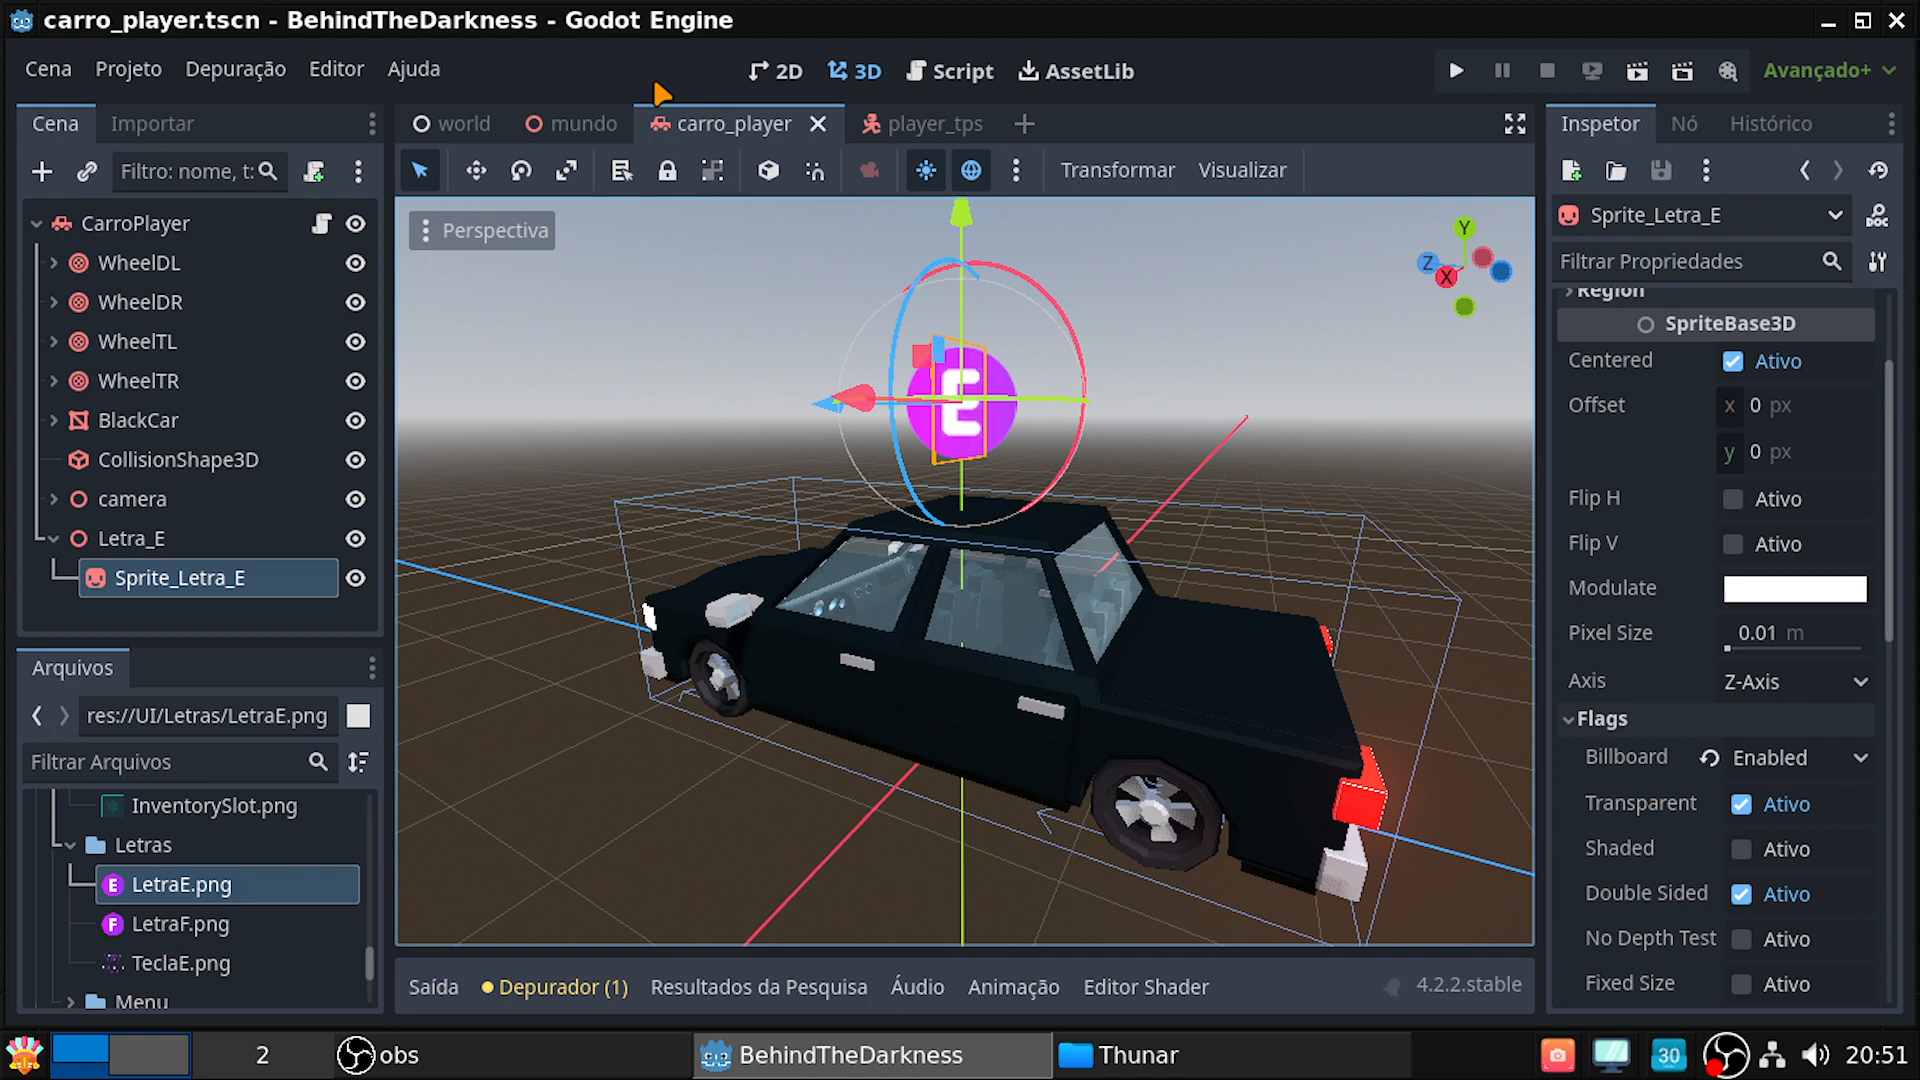 carro_player.tscn - BehindTheDarkness - Godot Engine
Cena Projeto Depuração Editor Ajuda
2D 3D Script AssetLib
Avançado+
Cena Importar
world mundo carro_player player_tps
Inspetor Nó Histórico
Filtro: nome, t:
Transformar Visualizar
CarroPlayer
WheelDL
WheelDR
WheelTL
WheelTR
BlackCar
CollisionShape3D
camera
Letra_E
Sprite_Letra_E
Perspectiva
Y
Z
X
E
Sprite_Letra_E
DOC
Filtrar Propriedades
Region
SpriteBase3D
Centered Ativo
Offset x 0 px
y 0 px
Flip H Ativo
Flip V Ativo
Modulate
Pixel Size 0.01 m
Axis Z-Axis
Flags
Billboard Enabled
Transparent Ativo
Shaded Ativo
Double Sided Ativo
No Depth Test Ativo
Fixed Size Ativo
Arquivos
res://UI/Letras/LetraE.png
Filtrar Arquivos
InventorySlot.png
Letras
E LetraE.png
F LetraF.png
TeclaE.png
Menu
Saída Depurador (1) Resultados da Pesquisa Áudio Animação Editor Shader 4.2.2.stable
2 obs BehindTheDarkness Thunar 30 20:51